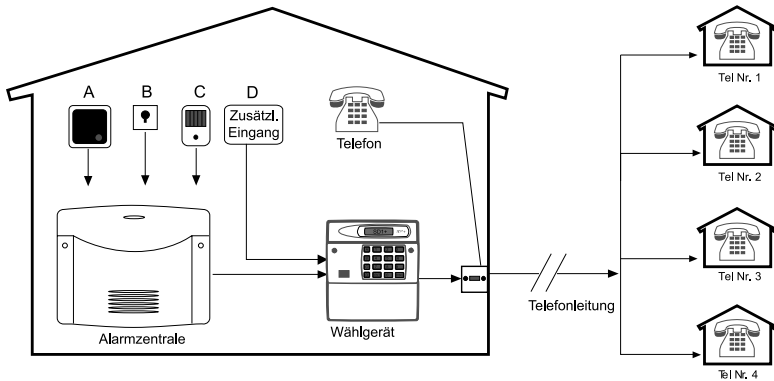 A B C D
Zusätzl.
Eingang
Telefon
Alarmzentrale
Wählgerät
Telefonleitung
Tel Nr. 1
Tel Nr. 2
Tel Nr. 3
Tel Nr. 4